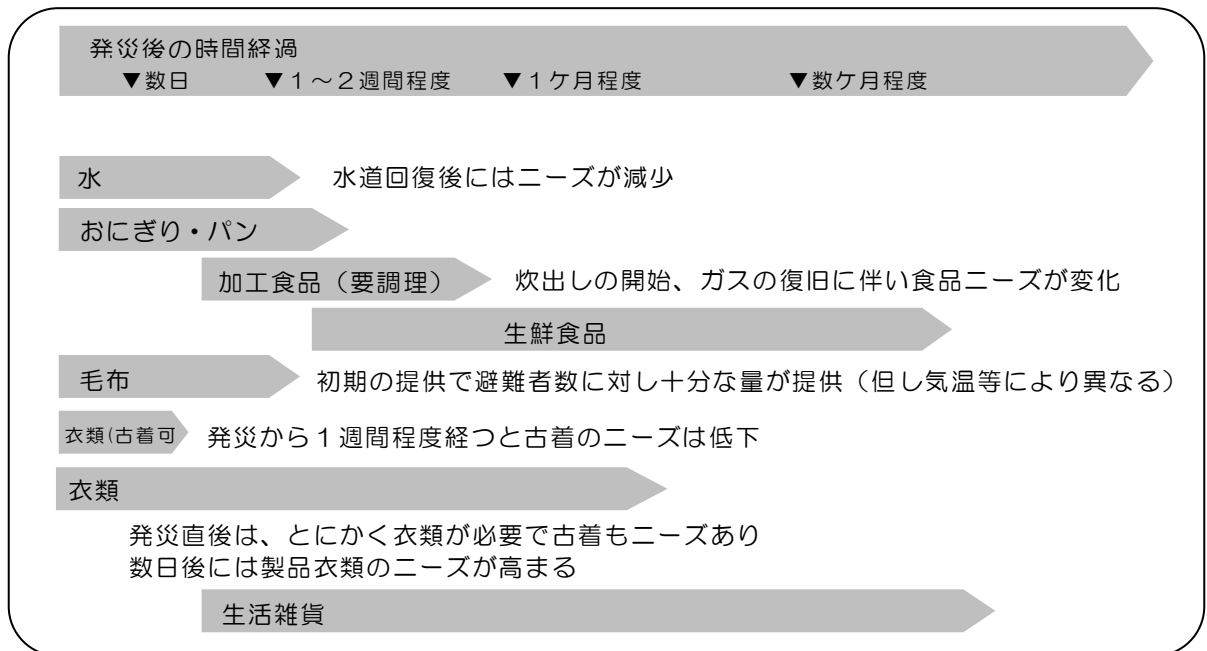 発災後の時間経過
▼数日 ▼１～２週間程度 ▼１ケ月程度 ▼数ケ月程度
水 水道回復後にはニーズが減少
おにぎり・パン
加工食品（要調理） 炊出しの開始、ガスの復旧に伴い食品ニーズが変化
生鮮食品
毛布 初期の提供で避難者数に対し十分な量が提供（但し気温等により異なる）
衣類(古着可 発災から１週間程度経つと古着のニーズは低下
衣類
発災直後は、とにかく衣類が必要で古着もニーズあり
数日後には製品衣類のニーズが高まる
生活雑貨